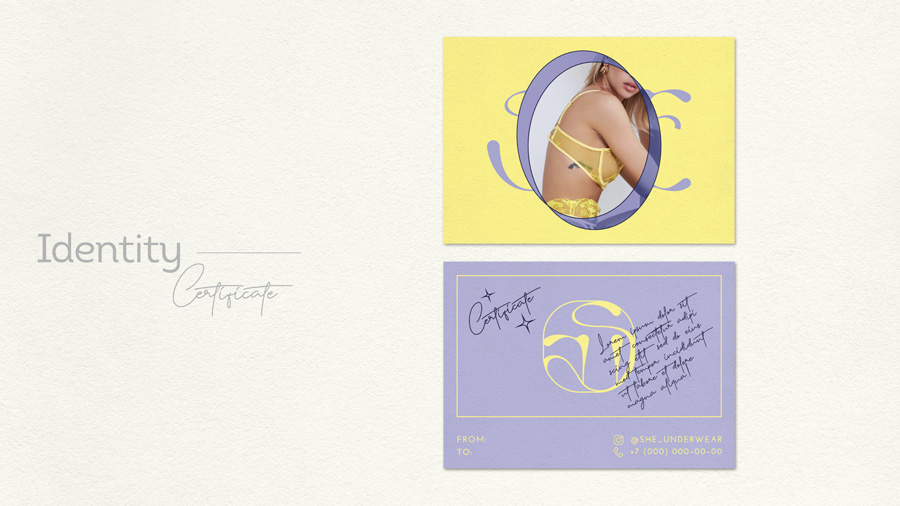 Identity
Certificate
Certificate
Lorem ipsum dolor sit
amet consectetur adipi
scing elit sed do eius
mod tempor incididunt
ut labore et dolore
magna aliqua
FROM:
TO:
@SHE_UNDERWEAR
+7 (000) 000-00-00